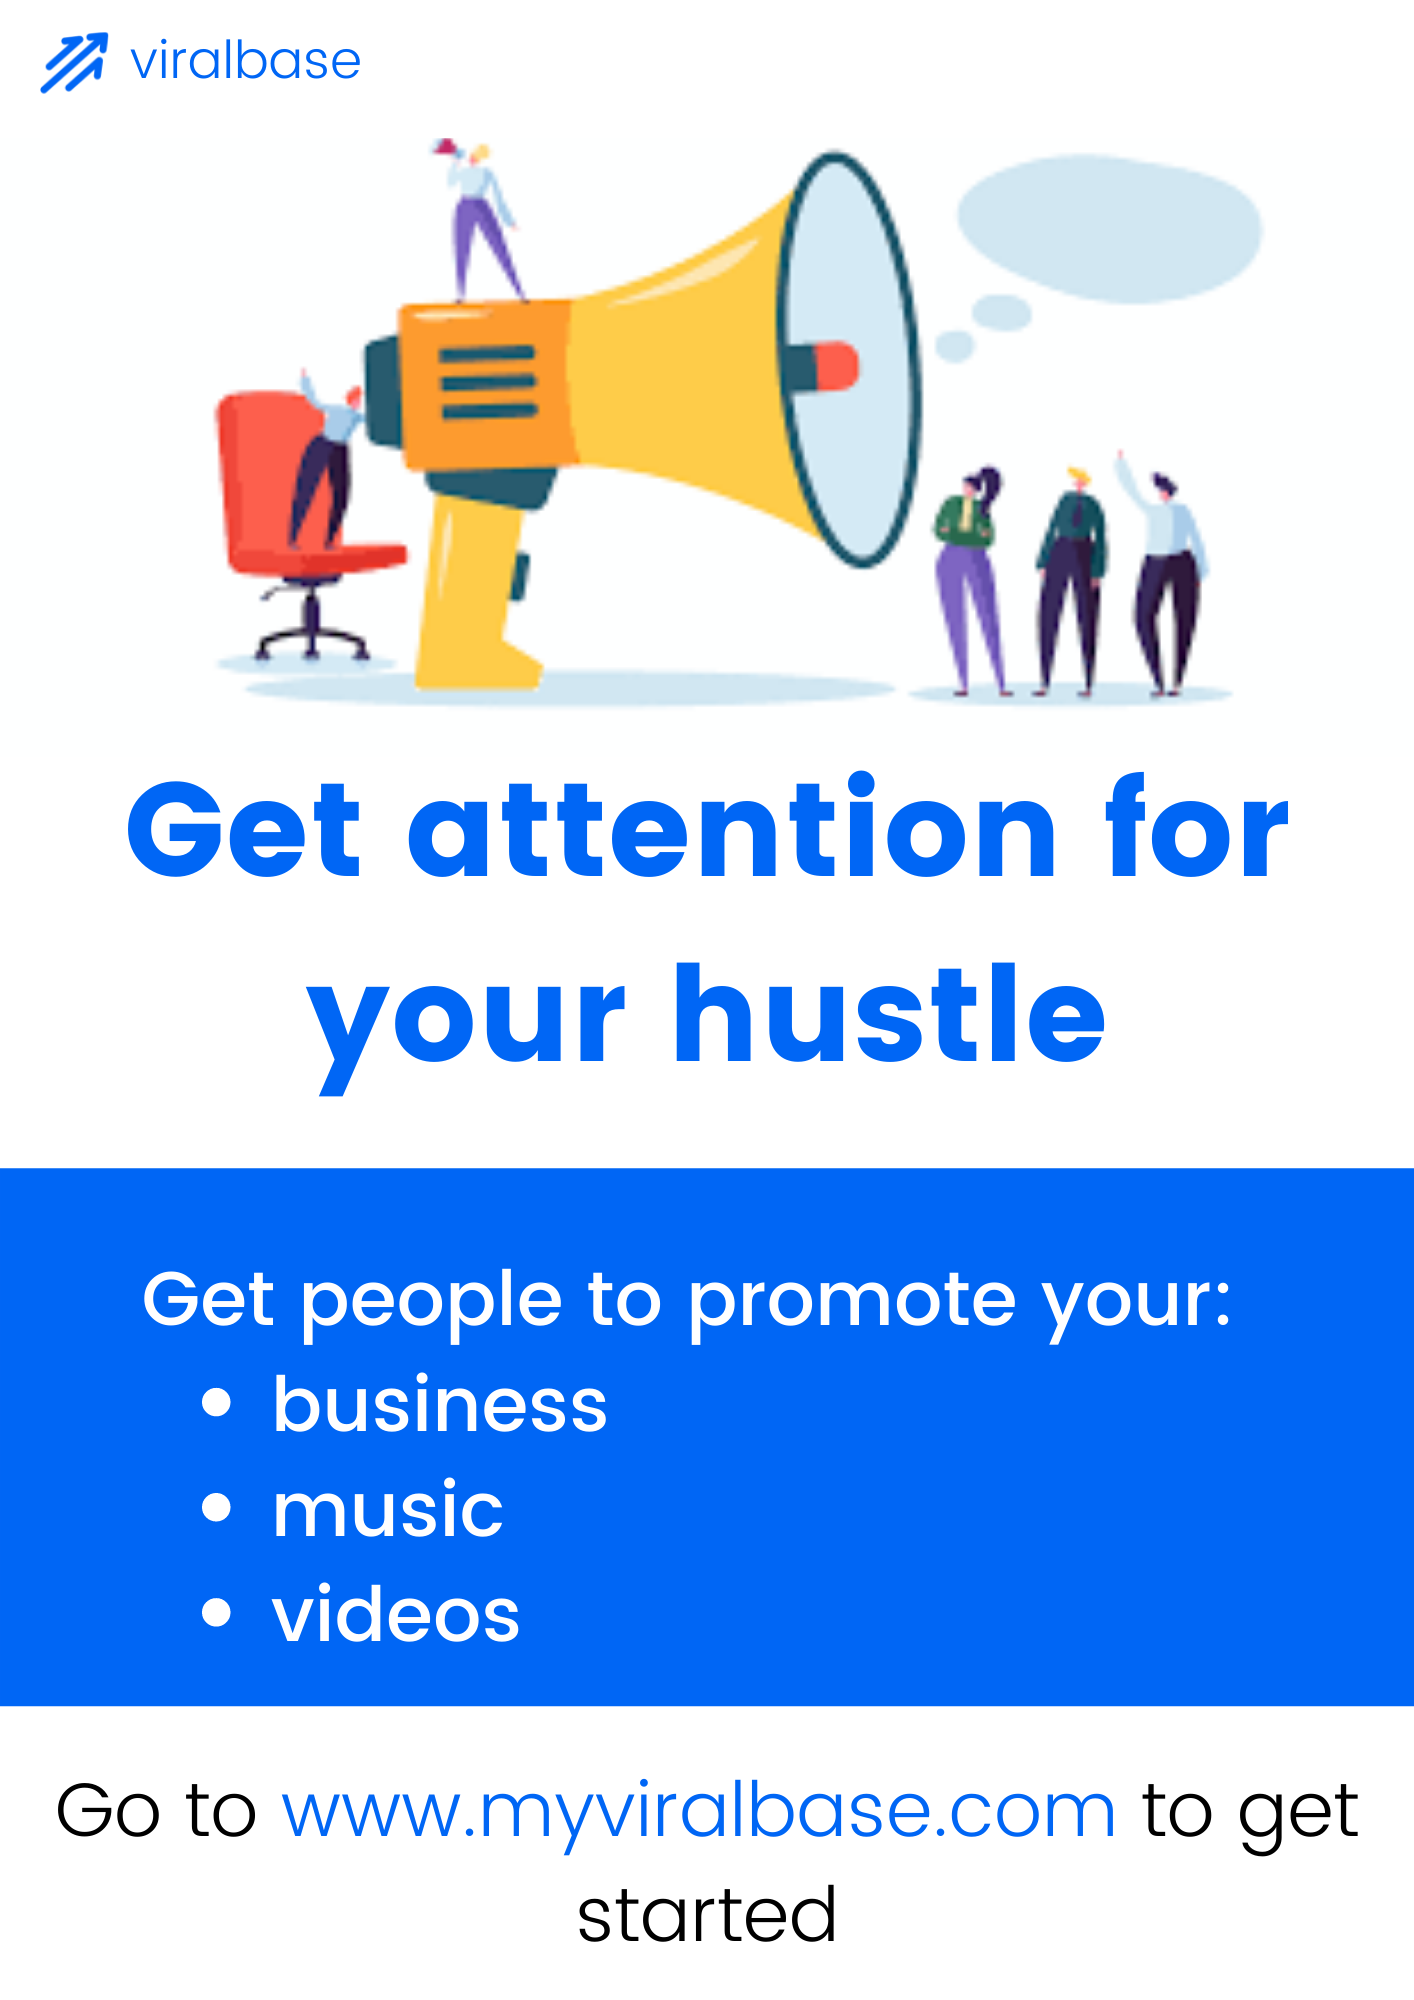 viralbase
Get attention for
your hustle
Get people to promote your:
• business
• music
• videos
Go to www.myviralbase.com to get
started